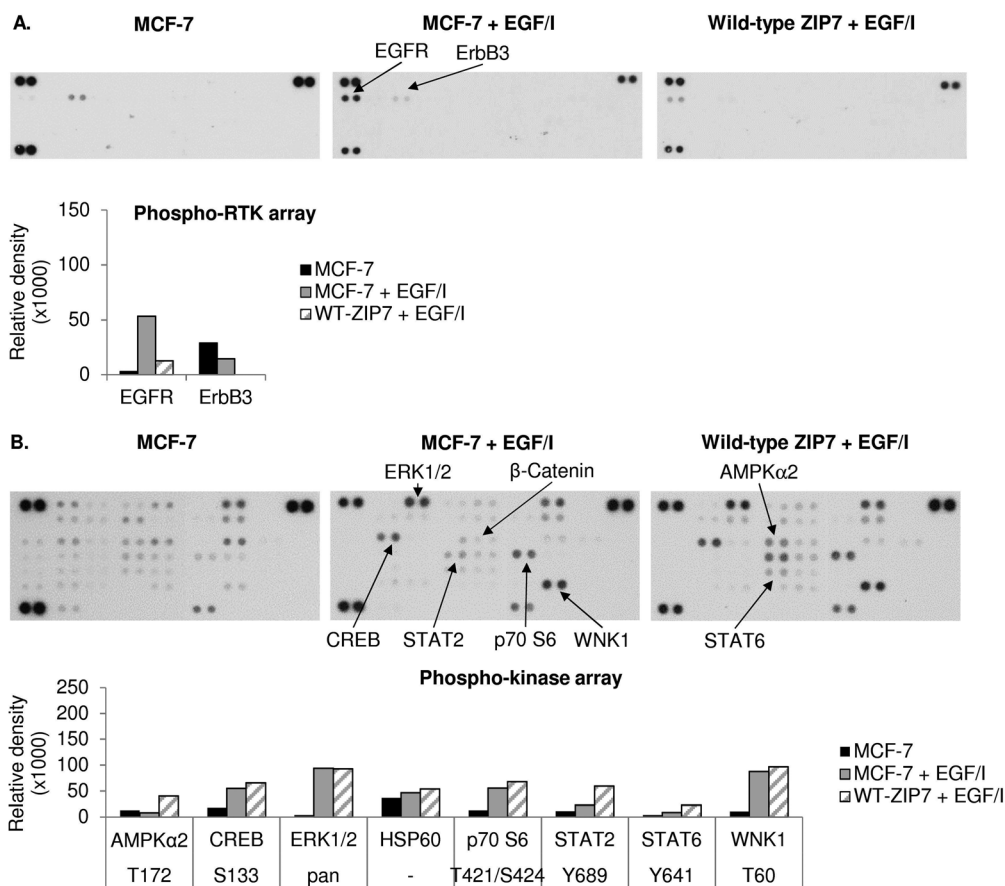 A.
MCF-7
MCF-7 + EGF/I
Wild-type ZIP7 + EGF/I
EGFR
ErbB3
Phospho-RTK array
Relative density
(x1000)
150
100
50
0
EGFR
ErbB3
MCF-7
MCF-7 + EGF/I
WT-ZIP7 + EGF/I
B.
MCF-7
MCF-7 + EGF/I
Wild-type ZIP7 + EGF/I
ERK1/2
β-Catenin
AMPKα2
CREB
STAT2
p70 S6
WNK1
STAT6
Phospho-kinase array
Relative density
(x1000)
250
200
150
100
50
0
MCF-7
MCF-7 + EGF/I
WT-ZIP7 + EGF/I
AMPKα2 CREB ERK1/2 HSP60 p70 S6 STAT2 STAT6 WNK1
T172 S133 pan - T421/S424 Y689 Y641 T60